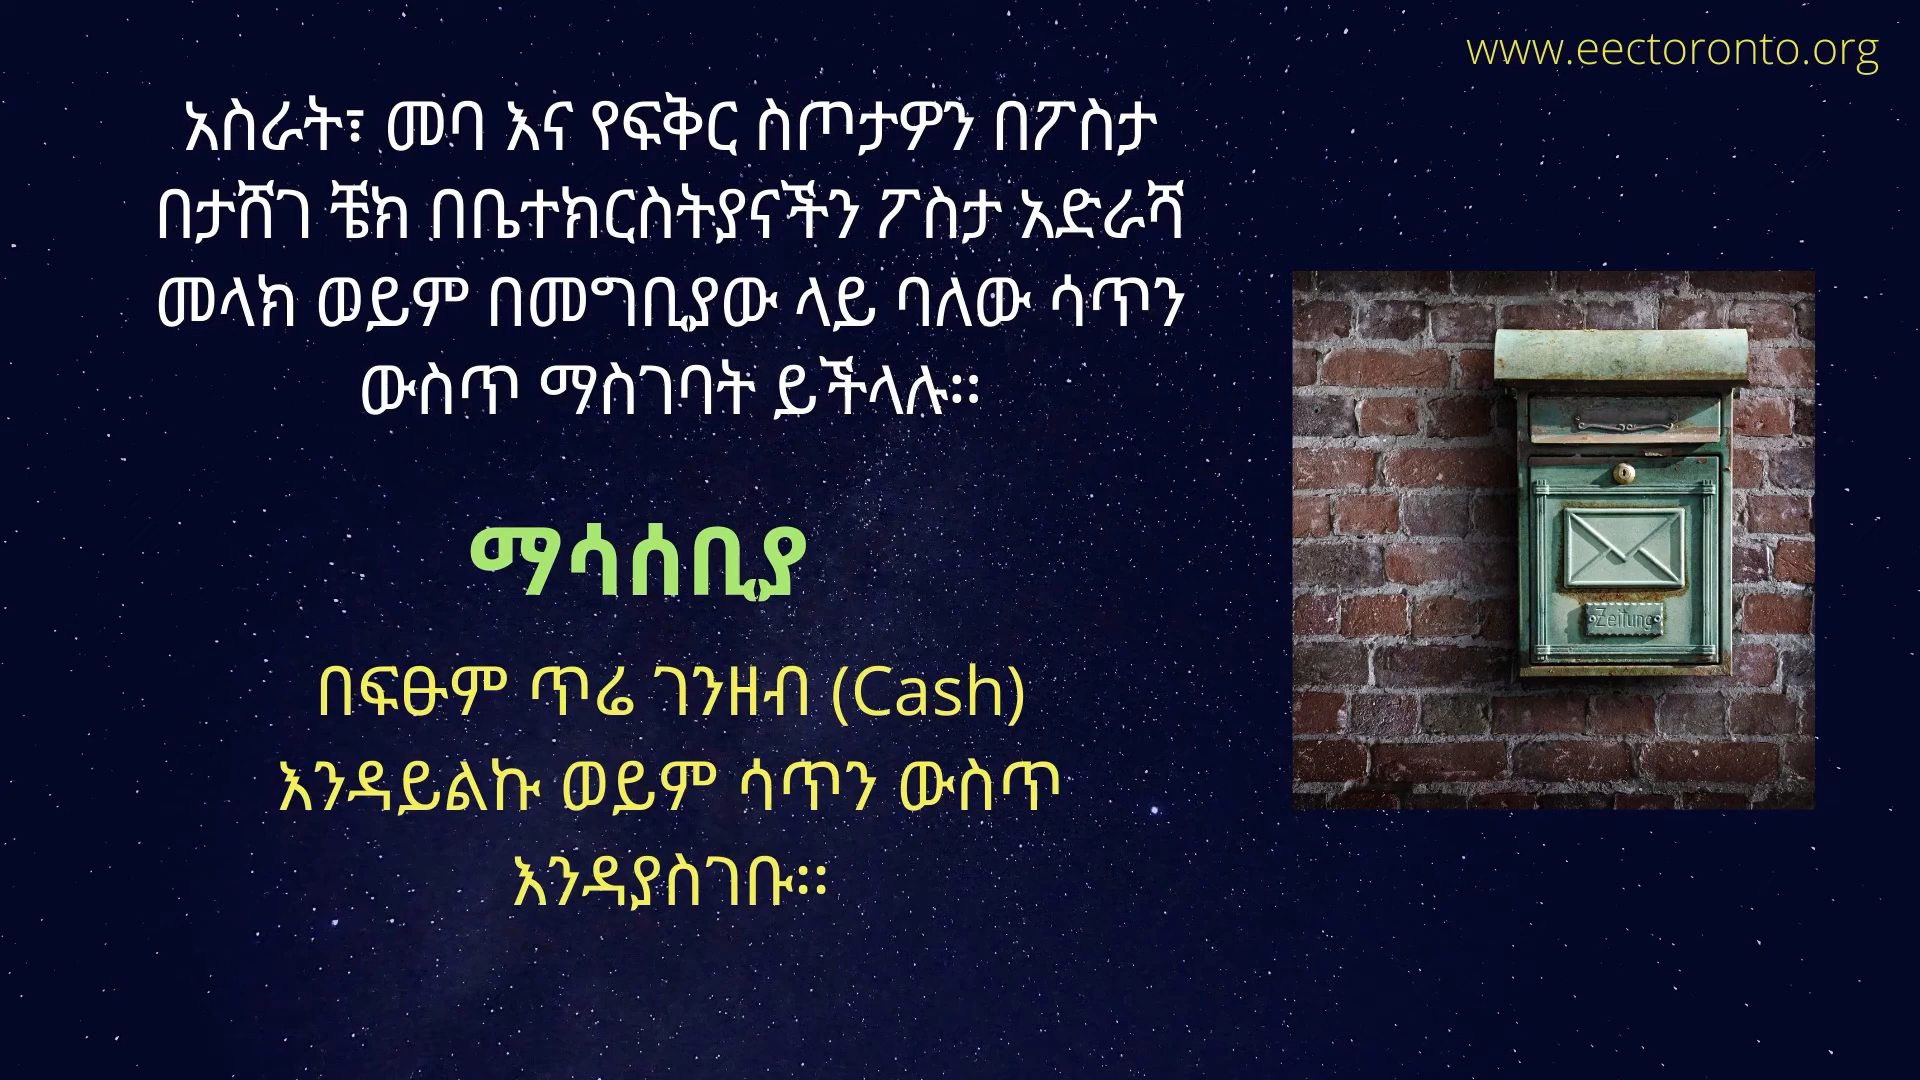 www.eectoronto.org
አስራት፣ መባ እና የፍቅር ስጦታዎን በፖስታ
በታሸገ ቼክ በቤተክርስትያናችን ፖስታ አድራሻ
መላክ ወይም በመግቢያው ላይ ባለው ሳጥን
ውስጥ ማስገባት ይችላሉ።
ማሳሰቢያ
በፍፁም ጥሬ ገንዘብ (Cash)
እንዳይልኩ ወይም ሳጥን ውስጥ
እንዳያስገቡ።
Zeitung